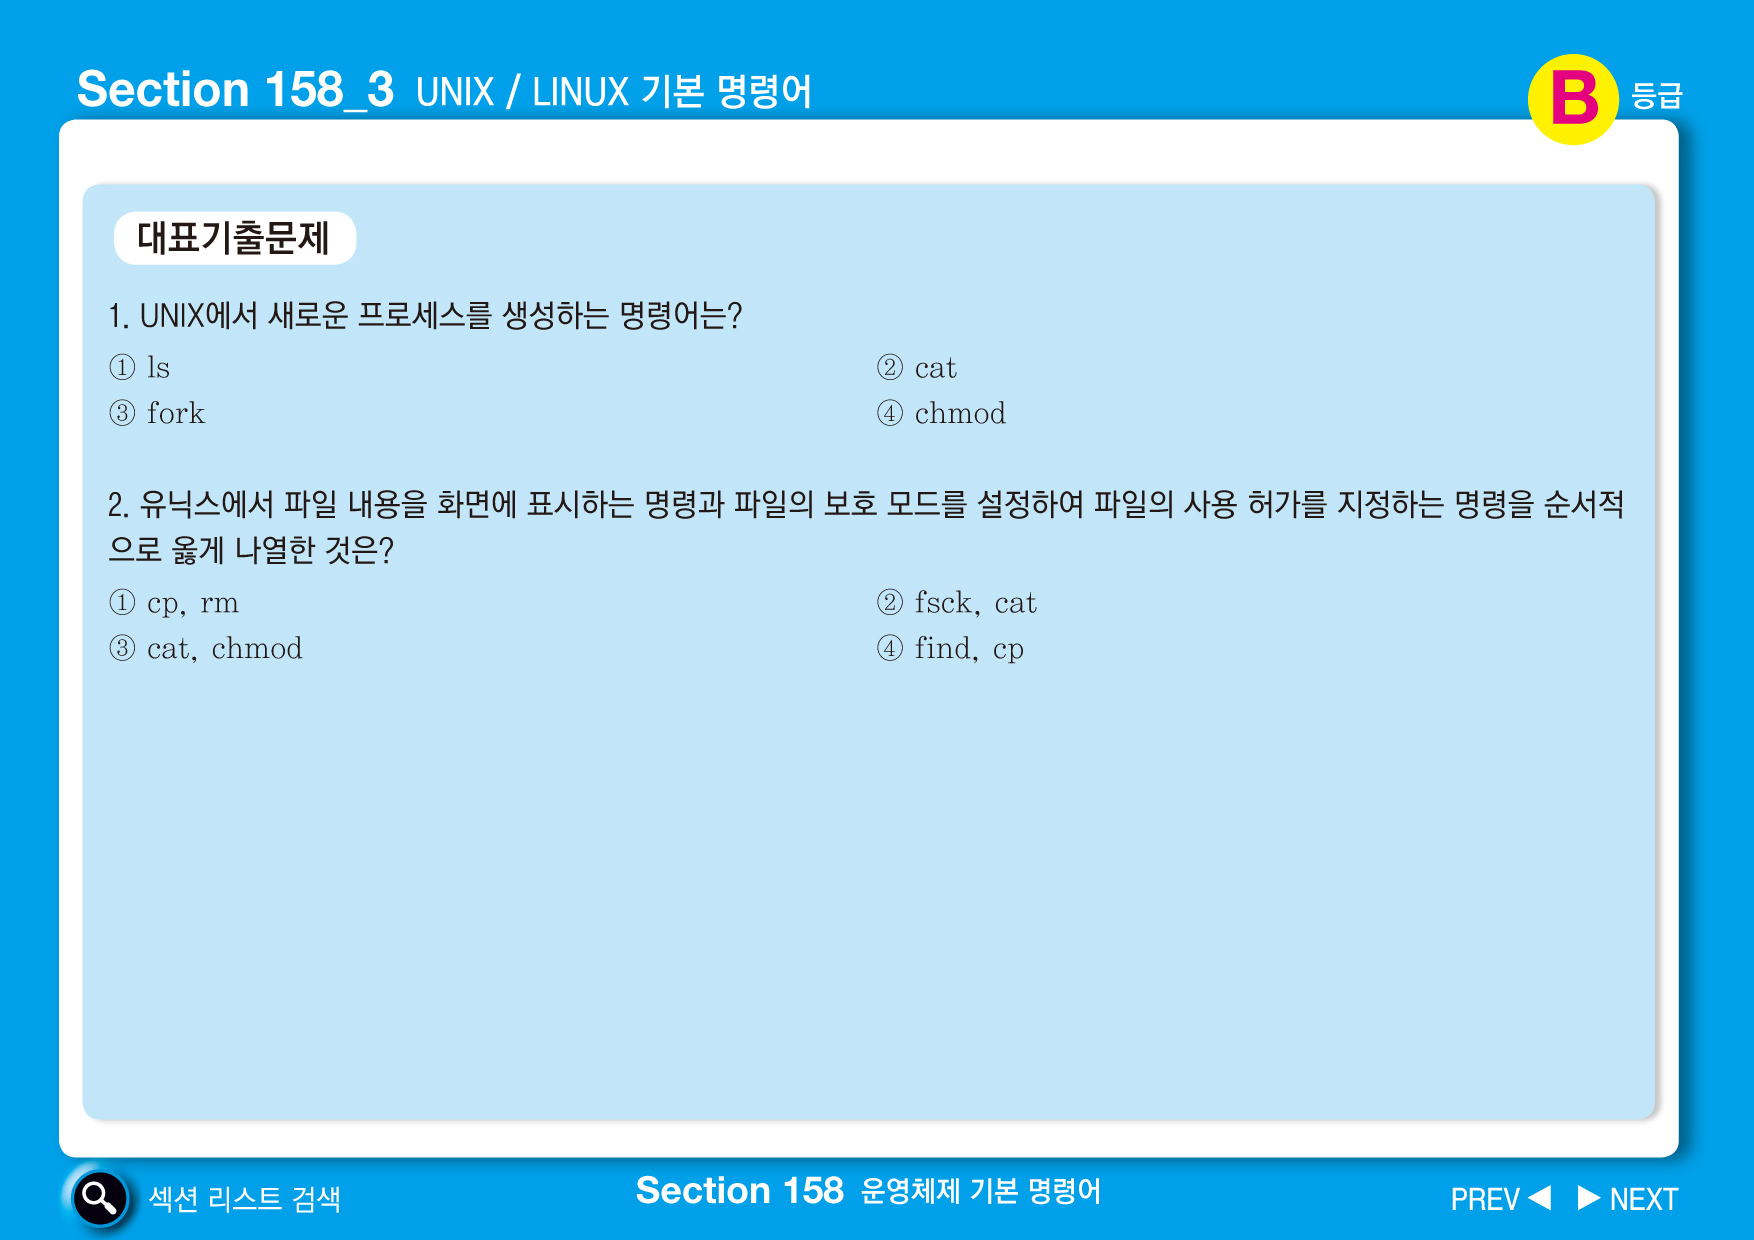 Section 158_3 UNIX / LINUX 기본 명령어
B 등급
대표기출문제
1. UNIX에서 새로운 프로세스를 생성하는 명령어는?
① ls ② cat
③ fork ④ chmod
2. 유닉스에서 파일 내용을 화면에 표시하는 명령과 파일의 보호 모드를 설정하여 파일의 사용 허가를 지정하는 명령을 순서적
으로 옳게 나열한 것은?
① cp, rm ② fsck, cat
③ cat, chmod ④ find, cp
섹션 리스트 검색
Section 158 운영체제 기본 명령어
PREV ◀ ▶ NEXT